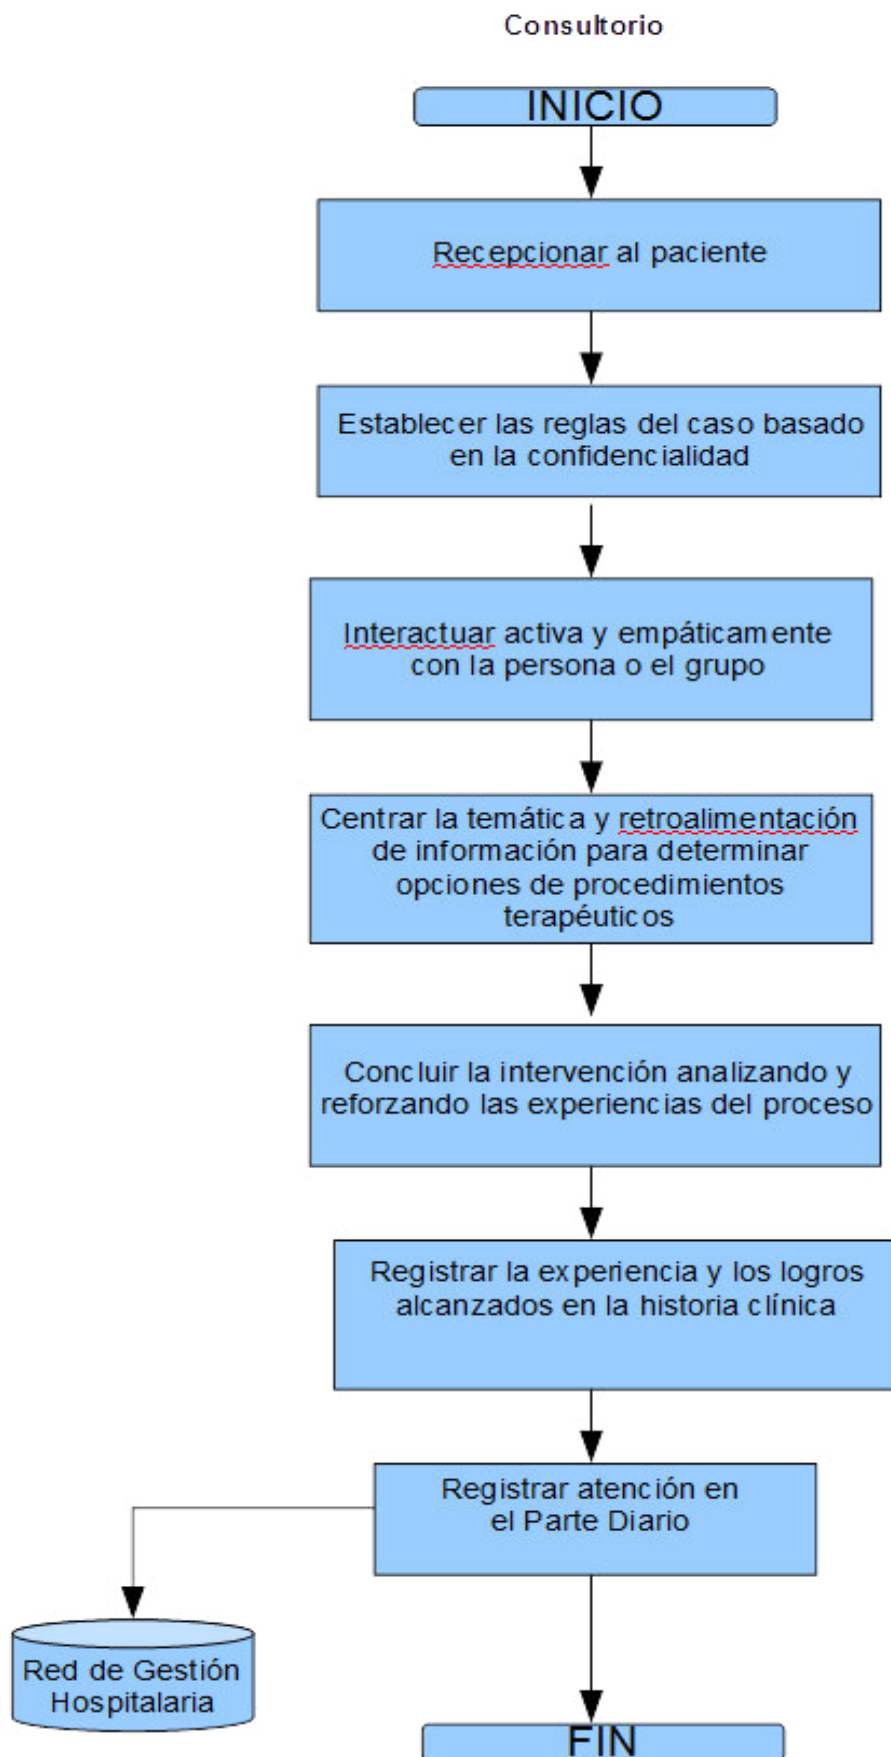 Consultorio
INICIO
Recepcionar al paciente
Establecer las reglas del caso basado
en la confidencialidad
Interactuar activa y empáticamente
con la persona o el grupo
Centrar la temática y retroalimentación
de información para determinar
opciones de procedimientos
terapéuticos
Concluir la intervención analizando y
reforzando las experiencias del proceso
Registrar la experiencia y los logros
alcanzados en la historia clínica
Registrar atención en
el Parte Diario
Red de Gestión
Hospitalaria
FIN